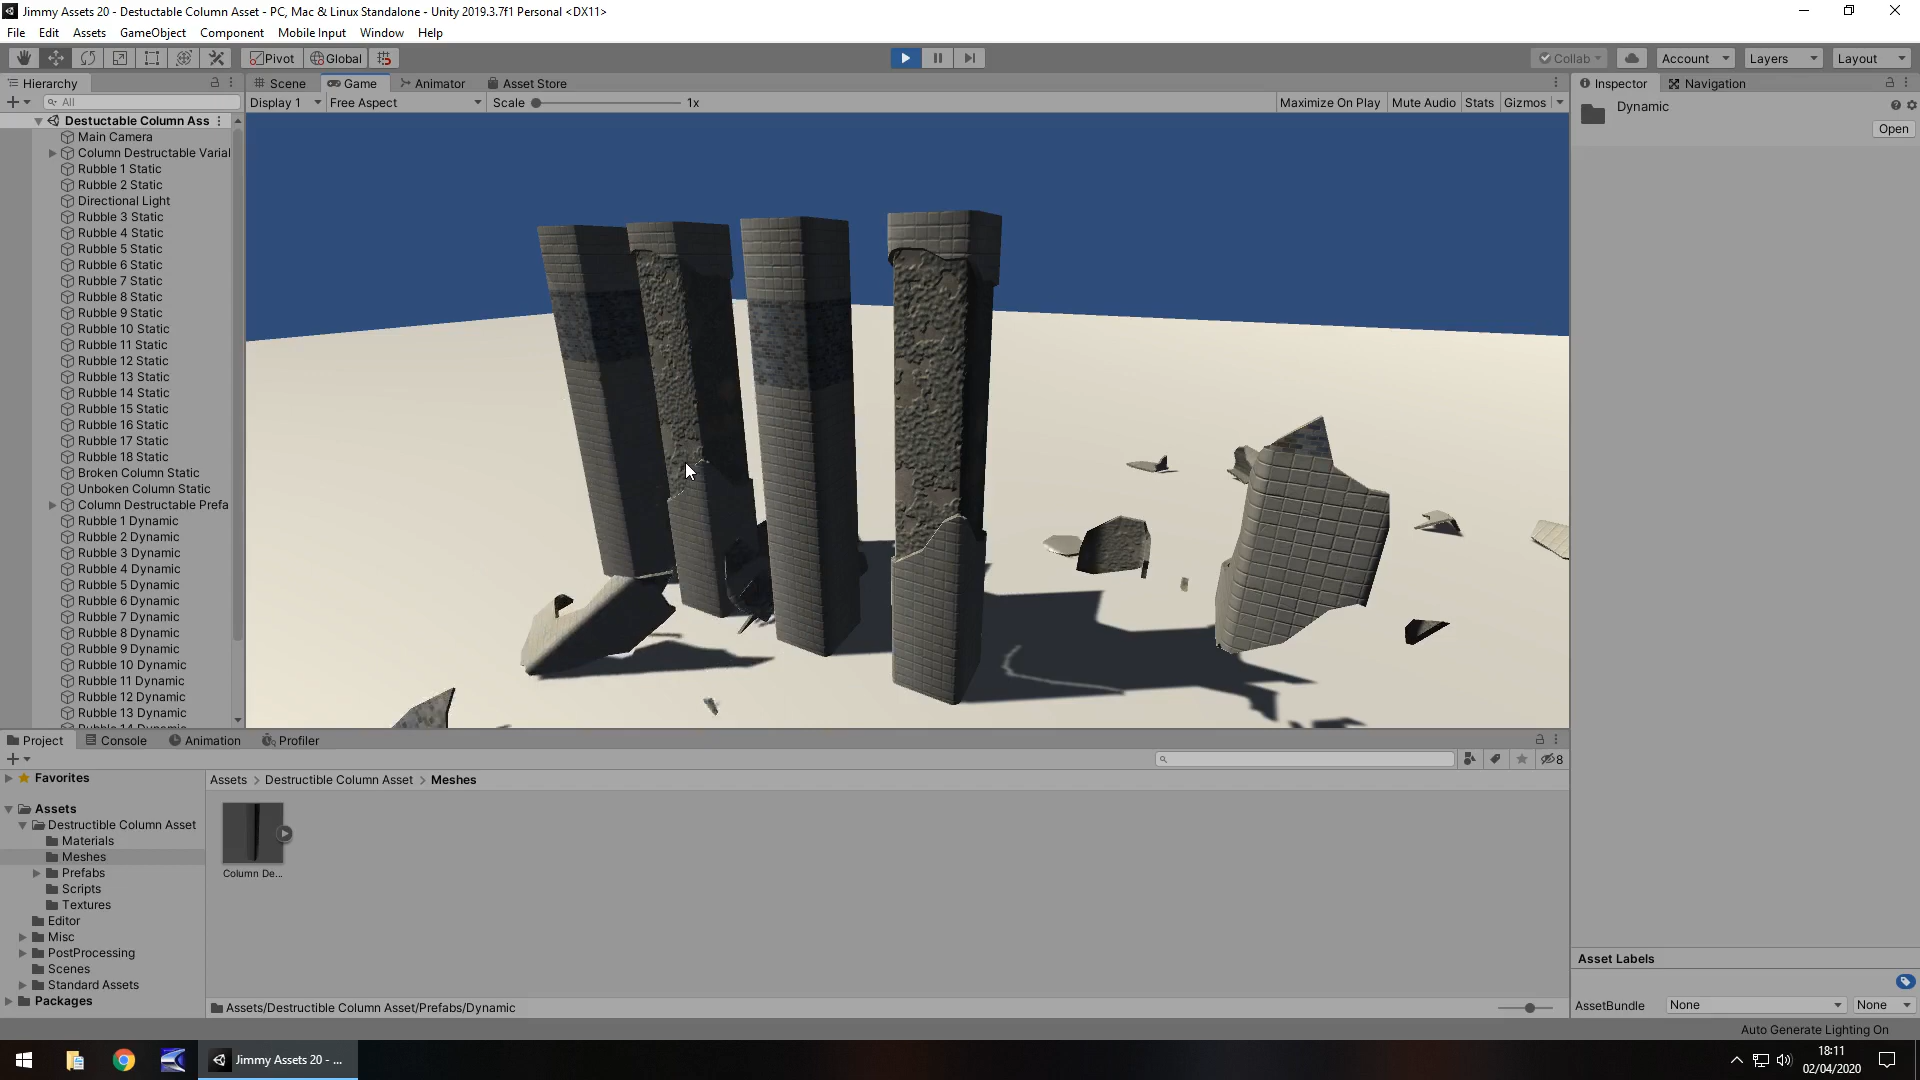 Jimmy Assets 20 - Destuctable Column Asset - PC, Mac & Linux Standalone - Unity 2019.3.7f1 Personal <DX11>
File Edit Assets GameObject Component Mobile Input Window Help
Pivot Global Collab Account Layers Layout
Hierarchy Scene Game Animator Asset Store Inspector Navigation
All Display 1 Free Aspect Scale 1x Maximize On Play Mute Audio Stats Gizmos Dynamic
Open
Destuctable Column Ass
Main Camera
Column Destructable Varial
Rubble 1 Static
Rubble 2 Static
Directional Light
Rubble 3 Static
Rubble 4 Static
Rubble 5 Static
Rubble 6 Static
Rubble 7 Static
Rubble 8 Static
Rubble 9 Static
Rubble 10 Static
Rubble 11 Static
Rubble 12 Static
Rubble 13 Static
Rubble 14 Static
Rubble 15 Static
Rubble 16 Static
Rubble 17 Static
Rubble 18 Static
Broken Column Static
Unboken Column Static
Column Destructable Prefa
Rubble 1 Dynamic
Rubble 2 Dynamic
Rubble 3 Dynamic
Rubble 4 Dynamic
Rubble 5 Dynamic
Rubble 6 Dynamic
Rubble 7 Dynamic
Rubble 8 Dynamic
Rubble 9 Dynamic
Rubble 10 Dynamic
Rubble 11 Dynamic
Rubble 12 Dynamic
Rubble 13 Dynamic
Project Console Animation Profiler
8
Favorites
Assets
Destructible Column Asset
Materials
Meshes
Prefabs
Scripts
Textures
Editor
Misc
PostProcessing
Scenes
Standard Assets
Packages
Assets > Destructible Column Asset > Meshes
Column De...
Assets/Destructible Column Asset/Prefabs/Dynamic
Asset Labels
AssetBundle None None
Auto Generate Lighting On
Jimmy Assets 20 - ...
18:11
02/04/2020